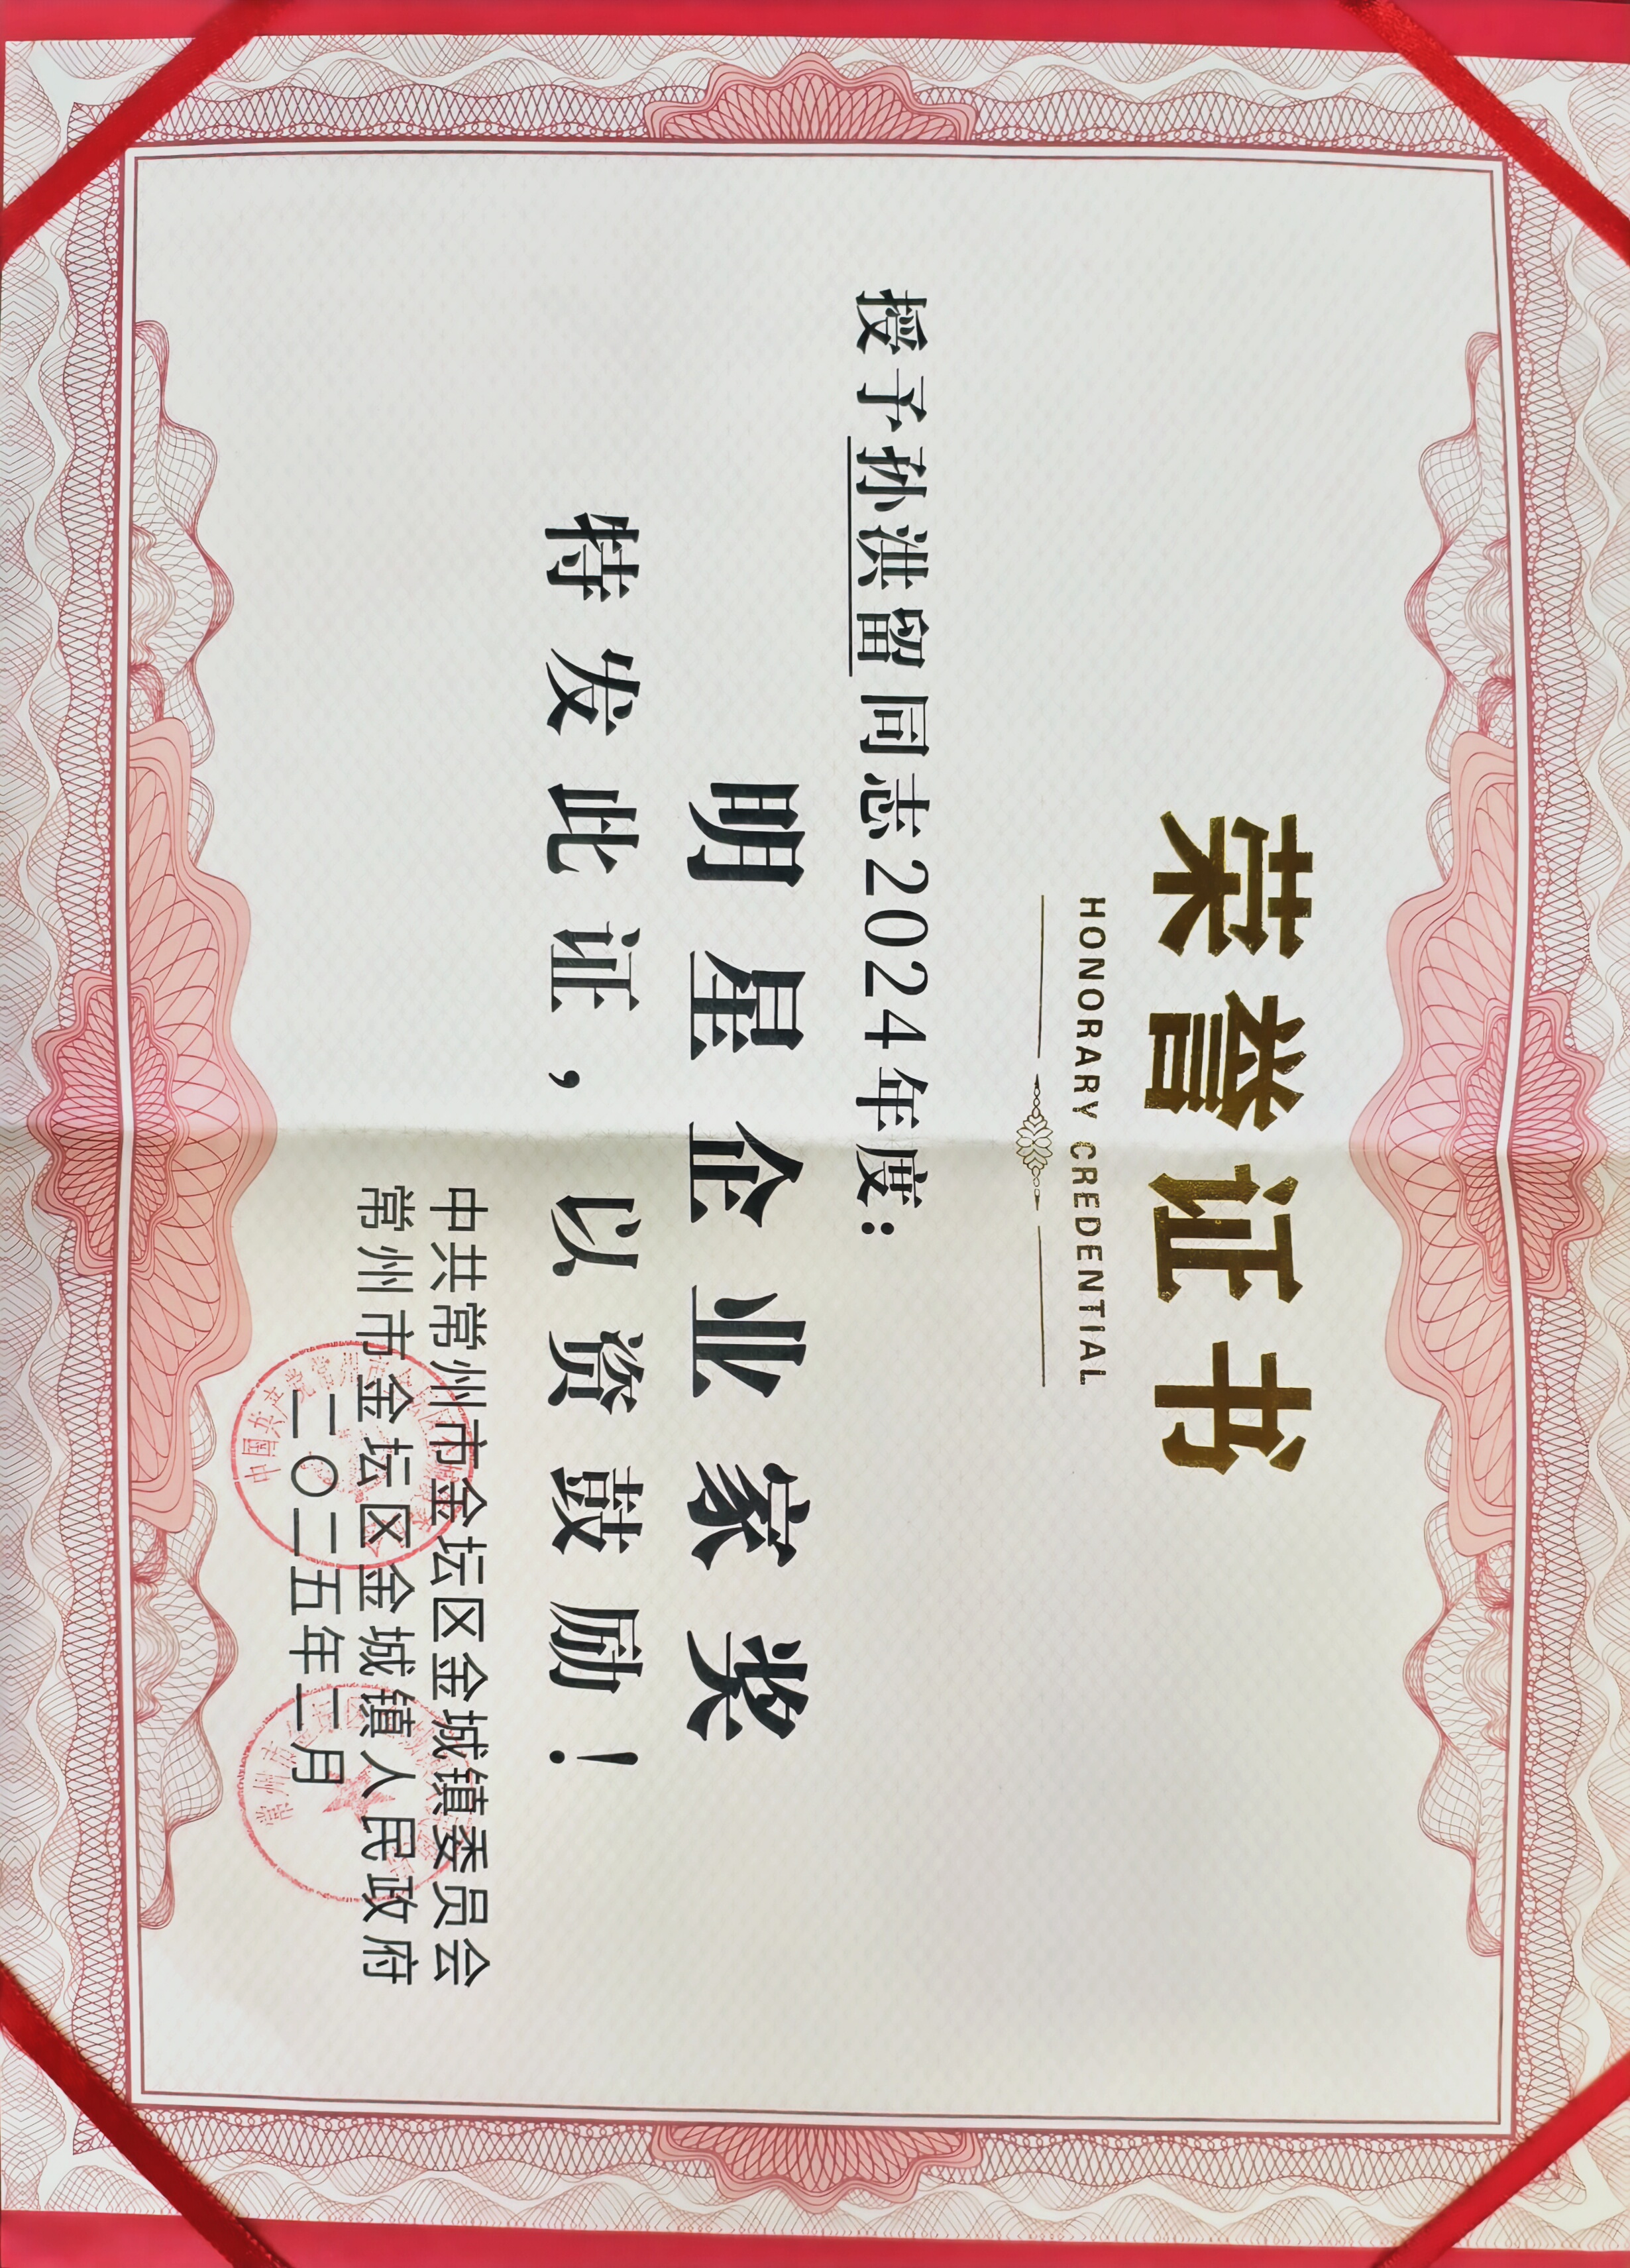 荣誉证书
HONORARY CREDENTIAL
授予孙洪留同志2024年度：
明星企业家奖
特发此证，以资鼓励！
中共常州市金坛区金城镇委员会
常州市金坛区金城镇人民政府
二〇二五年二月